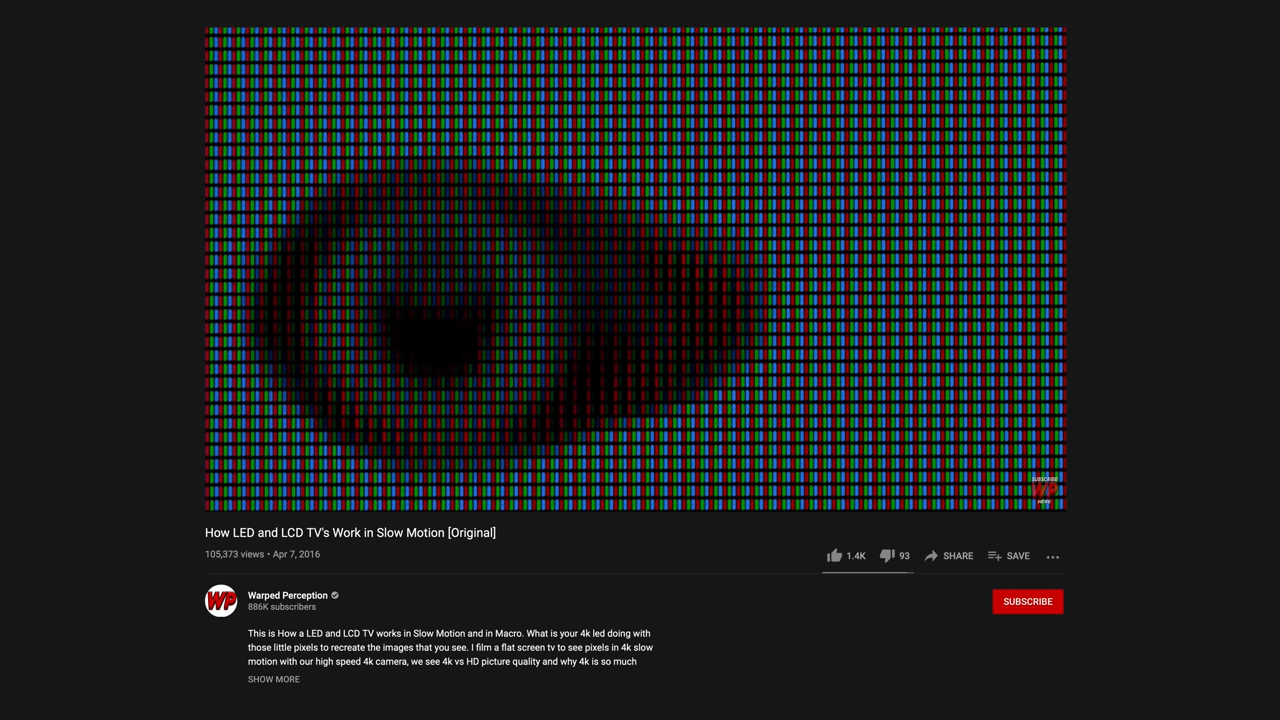 SUBSCRIBE
WP
HERE
How LED and LCD TV's Work in Slow Motion [Original]
105,373 views • Apr 7, 2016
1.4K 93 SHARE SAVE
WP
Warped Perception
886K subscribers
SUBSCRIBE
This is How a LED and LCD TV works in Slow Motion and in Macro. What is your 4k led doing with
those little pixels to recreate the images that you see. I film a flat screen tv to see pixels in 4k slow
motion with our high speed 4k camera, we see 4k vs HD picture quality and why 4k is so much
SHOW MORE